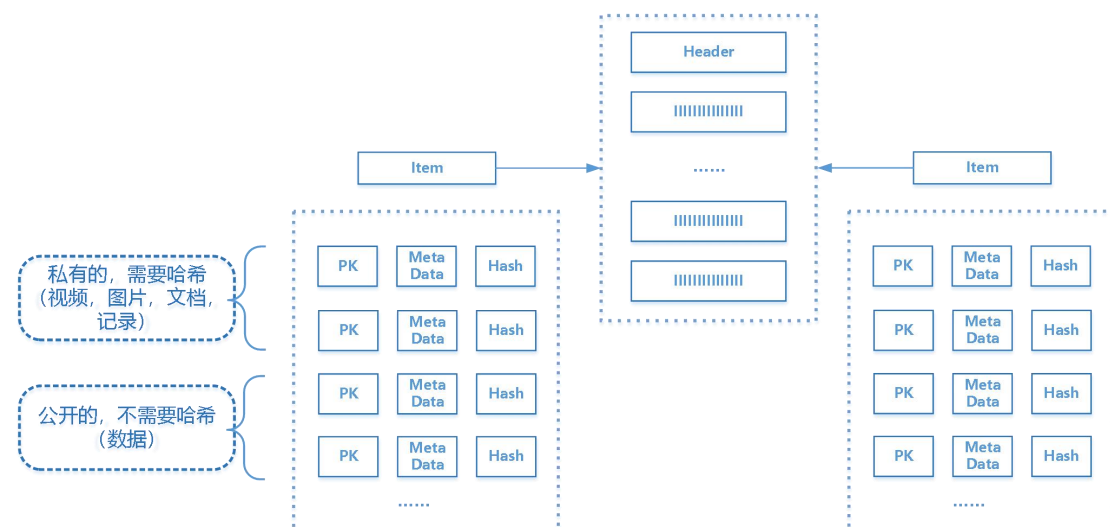 Header
IIIIIIIIIIIIIII
Item
......
Item
IIIIIIIIIIIIIII
IIIIIIIIIIIIIII
私有的，需要哈希
（视频，图片，文档，
记录）
PK
Meta
Data
Hash
PK
Meta
Data
Hash
公开的，不需要哈希
（数据）
PK
Meta
Data
Hash
PK
Meta
Data
Hash
......
PK
Meta
Data
Hash
PK
Meta
Data
Hash
PK
Meta
Data
Hash
PK
Meta
Data
Hash
......